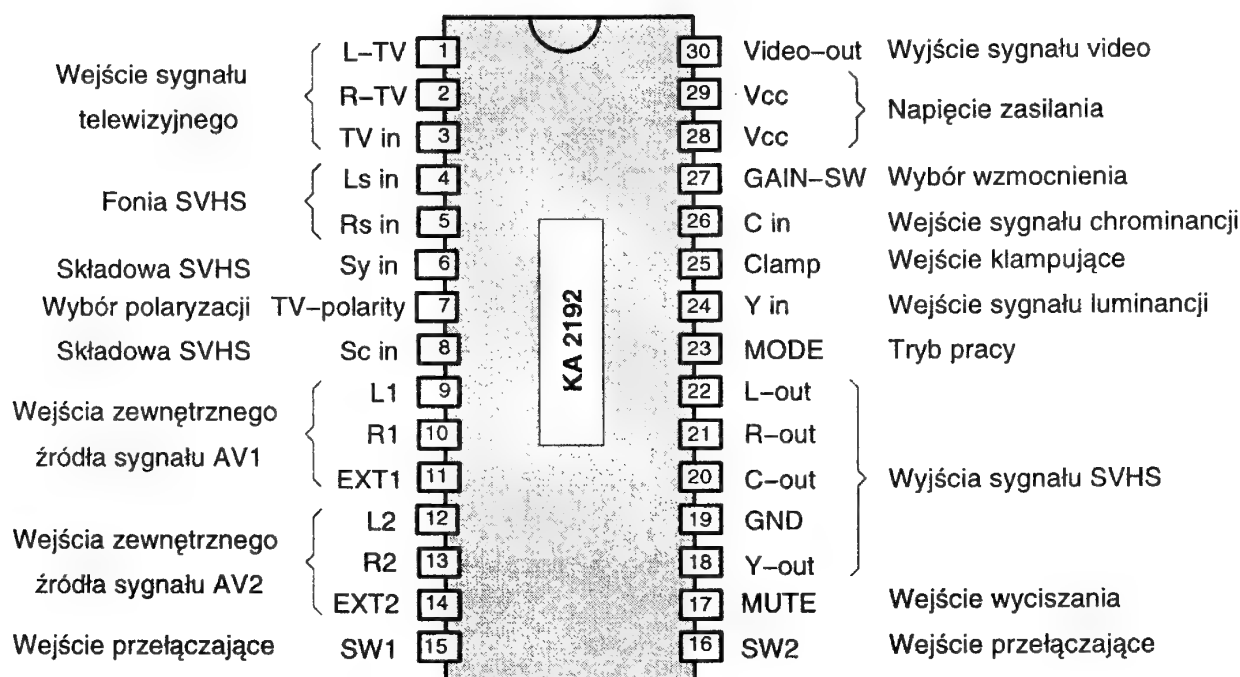 Wejście sygnału telewizyjnego
L–TV 1
R–TV 2
TV in 3
Fonia SVHS
Ls in 4
Rs in 5
Składowa SVHS Sy in 6
Wybór polaryzacji TV–polarity 7
Składowa SVHS Sc in 8
Wejścia zewnętrznego źródła sygnału AV1
L1 9
R1 10
EXT1 11
Wejścia zewnętrznego źródła sygnału AV2
L2 12
R2 13
EXT2 14
Wejście przełączające SW1 15
KA 2192
30 Video–out Wyjście sygnału video
29 Vcc
28 Vcc
Napięcie zasilania
27 GAIN–SW Wybór wzmocnienia
26 C in Wejście sygnału chrominancji
25 Clamp Wejście klampujące
24 Y in Wejście sygnału luminancji
23 MODE Tryb pracy
22 L–out
21 R–out
20 C–out
19 GND
18 Y–out
Wyjścia sygnału SVHS
17 MUTE Wejście wyciszania
16 SW2 Wejście przełączające